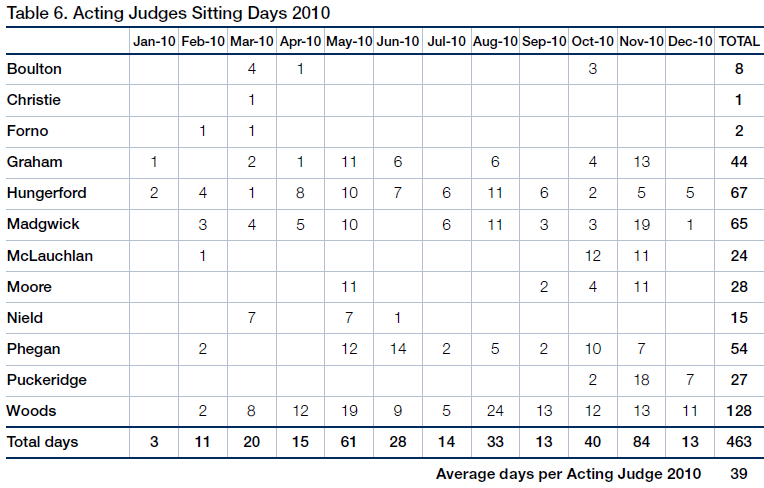 Table 6. Acting Judges Sitting Days 2010
Jan-10 Feb-10 Mar-10 Apr-10 May-10 Jun-10 Jul-10 Aug-10 Sep-10 Oct-10 Nov-10 Dec-10 TOTAL
Boulton 4 1 3 8
Christie 1 1
Forno 1 1 2
Graham 1 2 1 11 6 6 4 13 44
Hungerford 2 4 1 8 10 7 6 11 6 2 5 5 67
Madgwick 3 4 5 10 6 11 3 3 19 1 65
McLauchlan 1 12 11 24
Moore 11 2 4 11 28
Nield 7 7 1 15
Phegan 2 12 14 2 5 2 10 7 54
Puckeridge 2 18 7 27
Woods 2 8 12 19 9 5 24 13 12 13 11 128
Total days 3 11 20 15 61 28 14 33 13 40 84 13 463
Average days per Acting Judge 2010 39